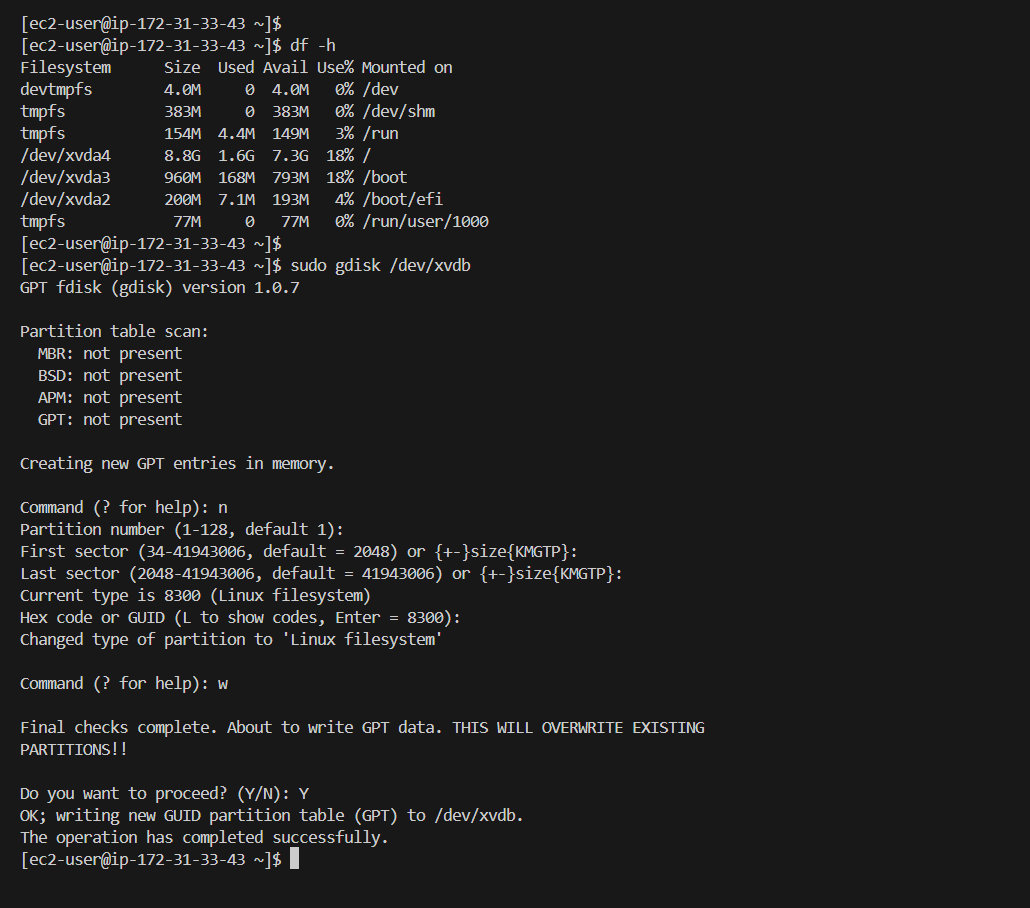 [ec2-user@ip-172-31-33-43 ~]$
[ec2-user@ip-172-31-33-43 ~]$ df -h
Filesystem      Size  Used Avail Use% Mounted on
devtmpfs        4.0M     0  4.0M   0% /dev
tmpfs           383M     0  383M   0% /dev/shm
tmpfs           154M  4.4M  149M   3% /run
/dev/xvda4      8.8G  1.6G  7.3G  18% /
/dev/xvda3      960M  168M  793M  18% /boot
/dev/xvda2      200M  7.1M  193M   4% /boot/efi
tmpfs            77M     0   77M   0% /run/user/1000
[ec2-user@ip-172-31-33-43 ~]$
[ec2-user@ip-172-31-33-43 ~]$ sudo gdisk /dev/xvdb
GPT fdisk (gdisk) version 1.0.7

Partition table scan:
  MBR: not present
  BSD: not present
  APM: not present
  GPT: not present

Creating new GPT entries in memory.

Command (? for help): n
Partition number (1-128, default 1):
First sector (34-41943006, default = 2048) or {+-}size{KMGTP}:
Last sector (2048-41943006, default = 41943006) or {+-}size{KMGTP}:
Current type is 8300 (Linux filesystem)
Hex code or GUID (L to show codes, Enter = 8300):
Changed type of partition to 'Linux filesystem'

Command (? for help): w

Final checks complete. About to write GPT data. THIS WILL OVERWRITE EXISTING
PARTITIONS!!

Do you want to proceed? (Y/N): Y
OK; writing new GUID partition table (GPT) to /dev/xvdb.
The operation has completed successfully.
[ec2-user@ip-172-31-33-43 ~]$